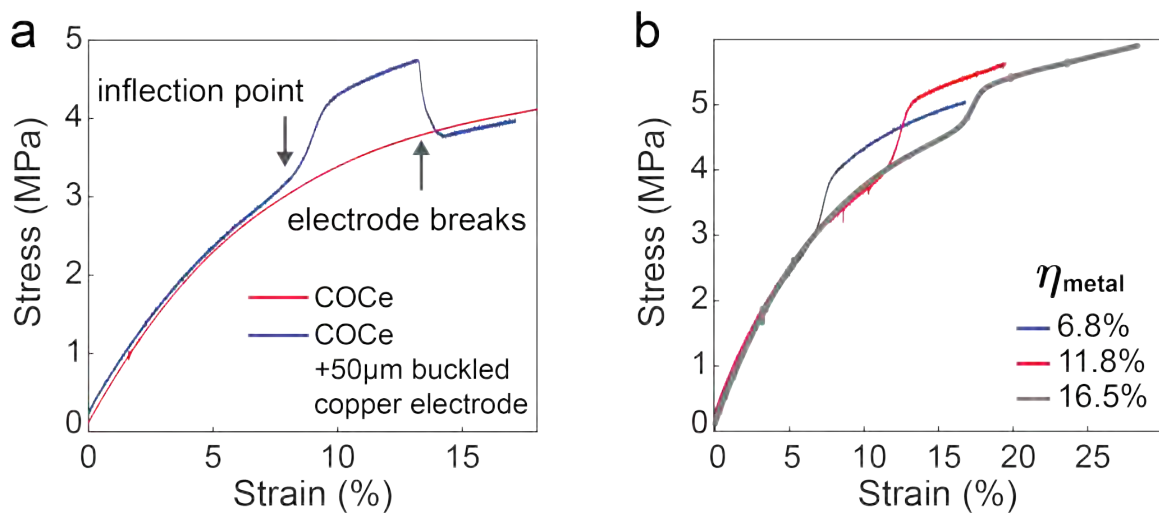 a
5
4
3
2
1
0
Stress (MPa)
inflection point
electrode breaks
COCe
COCe
+50μm buckled
copper electrode
0 5 10 15
Strain (%)
b
5
4
3
2
1
0
Stress (MPa)
ηmetal
6.8%
11.8%
16.5%
0 5 10 15 20 25
Strain (%)